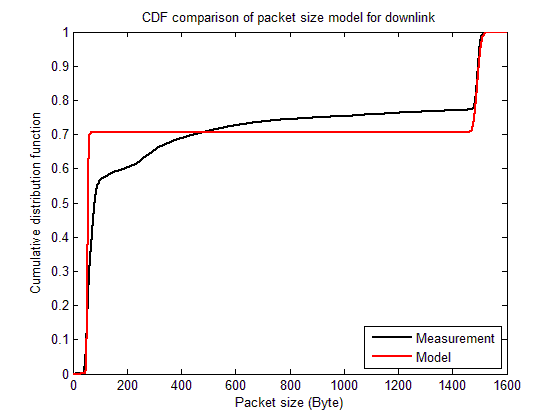 CDF comparison of packet size model for downlink
1
0.9
0.8
0.7
0.6
0.5
0.4
0.3
0.2
0.1
0
Cumulative distribution function
0 200 400 600 800 1000 1200 1400 1600
Packet size (Byte)
Measurement
Model